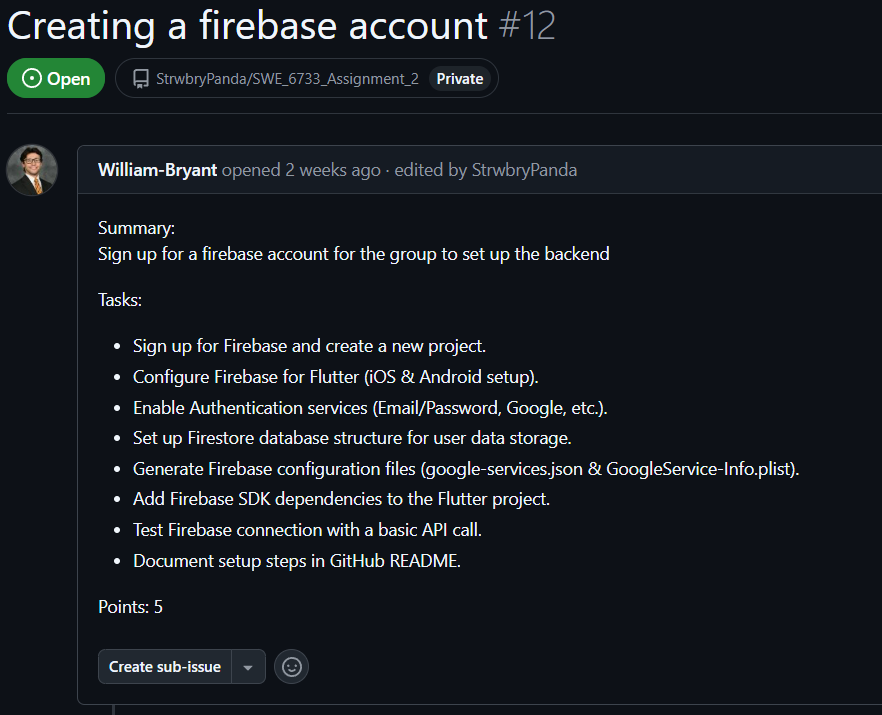 Creating a firebase account #12
Open StrwbryPanda/SWE_6733_Assignment_2 Private
William-Bryant opened 2 weeks ago · edited by StrwbryPanda
Summary:
Sign up for a firebase account for the group to set up the backend
Tasks:
• Sign up for Firebase and create a new project.
• Configure Firebase for Flutter (iOS & Android setup).
• Enable Authentication services (Email/Password, Google, etc.).
• Set up Firestore database structure for user data storage.
• Generate Firebase configuration files (google-services.json & GoogleService-Info.plist).
• Add Firebase SDK dependencies to the Flutter project.
• Test Firebase connection with a basic API call.
• Document setup steps in GitHub README.
Points: 5
Create sub-issue